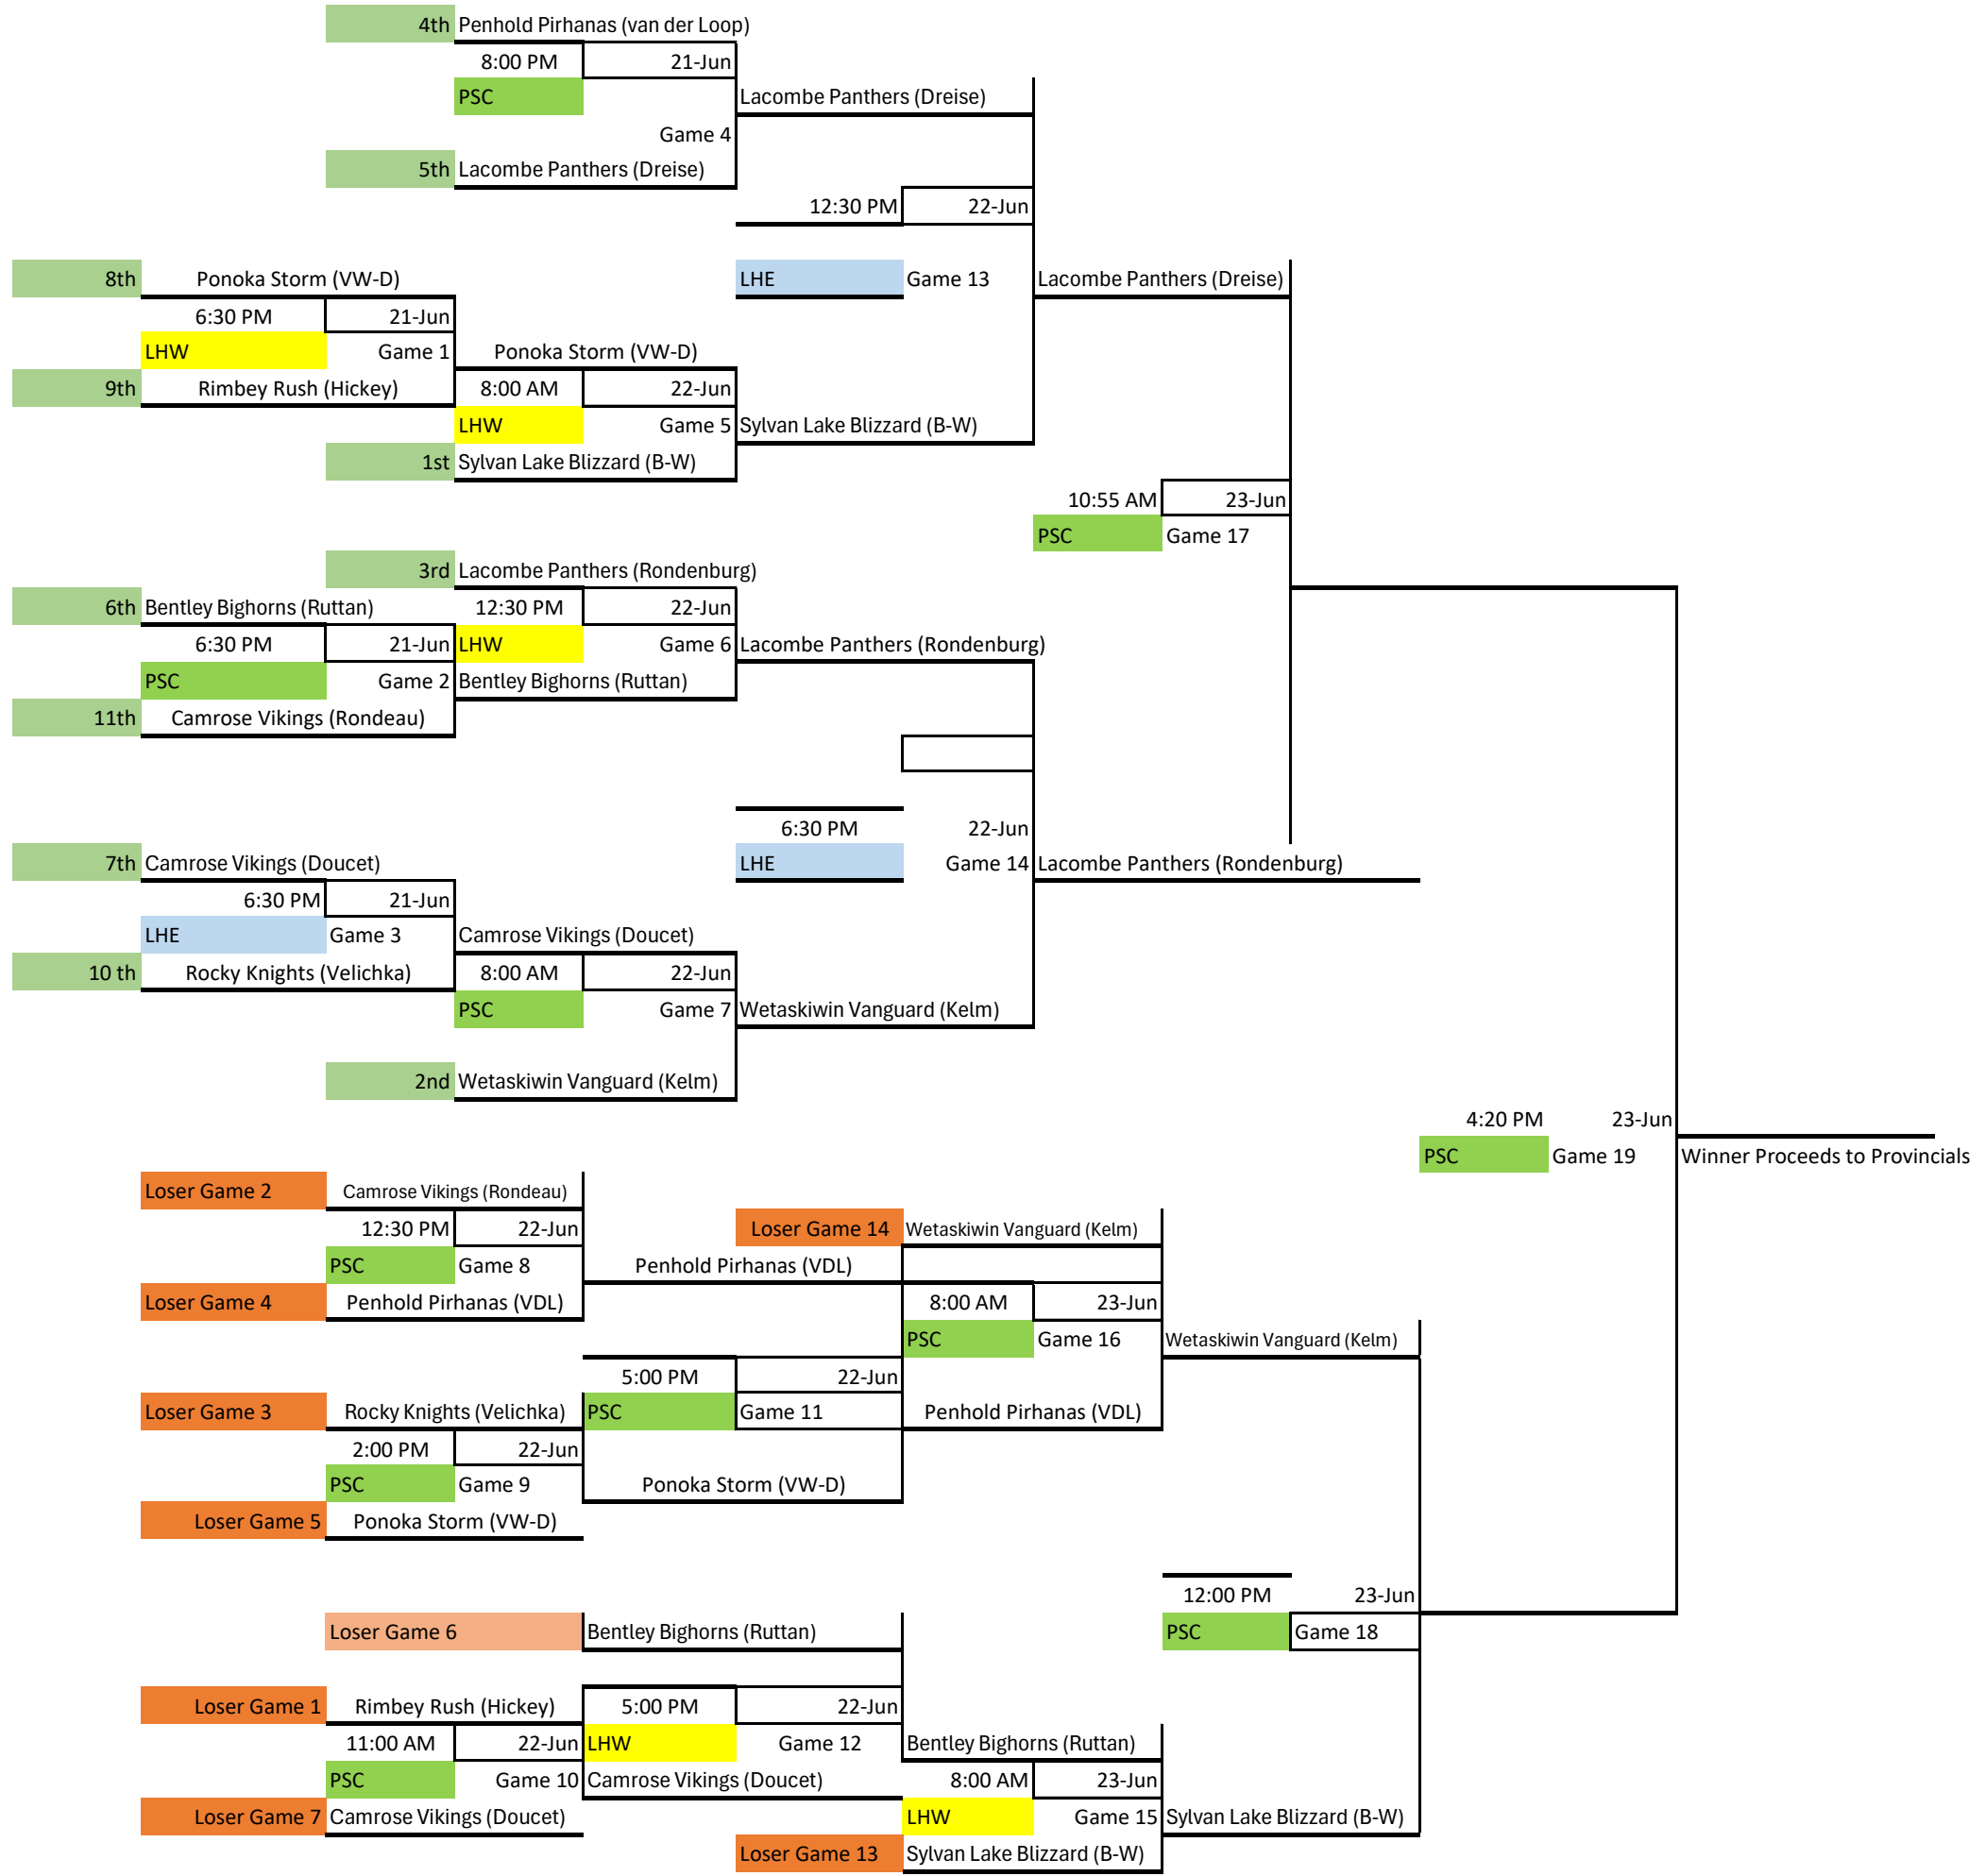 4th Penhold Pirhanas (van der Loop)
8:00 PM 21-Jun
PSC Lacombe Panthers (Dreise)
Game 4
5th Lacombe Panthers (Dreise)
12:30 PM 22-Jun
8th Ponoka Storm (VW-D) LHE Game 13 Lacombe Panthers (Dreise)
6:30 PM 21-Jun
LHW Game 1 Ponoka Storm (VW-D)
9th Rimbey Rush (Hickey) 8:00 AM 22-Jun
LHW Game 5 Sylvan Lake Blizzard (B-W)
1st Sylvan Lake Blizzard (B-W)
10:55 AM 23-Jun
PSC Game 17
3rd Lacombe Panthers (Rondenburg)
6th Bentley Bighorns (Ruttan) 12:30 PM 22-Jun
6:30 PM 21-Jun LHW Game 6 Lacombe Panthers (Rondenburg)
PSC Game 2 Bentley Bighorns (Ruttan)
11th Camrose Vikings (Rondeau)
6:30 PM 22-Jun
7th Camrose Vikings (Doucet) LHE Game 14 Lacombe Panthers (Rondenburg)
6:30 PM 21-Jun
LHE Game 3 Camrose Vikings (Doucet)
10 th Rocky Knights (Velichka) 8:00 AM 22-Jun
PSC Game 7 Wetaskiwin Vanguard (Kelm)
2nd Wetaskiwin Vanguard (Kelm)
4:20 PM 23-Jun
PSC Game 19 Winner Proceeds to Provincials
Loser Game 2 Camrose Vikings (Rondeau)
12:30 PM 22-Jun Loser Game 14 Wetaskiwin Vanguard (Kelm)
PSC Game 8 Penhold Pirhanas (VDL)
Loser Game 4 Penhold Pirhanas (VDL) 8:00 AM 23-Jun
PSC Game 16 Wetaskiwin Vanguard (Kelm)
5:00 PM 22-Jun
Loser Game 3 Rocky Knights (Velichka) PSC Game 11 Penhold Pirhanas (VDL)
2:00 PM 22-Jun
PSC Game 9 Ponoka Storm (VW-D)
Loser Game 5 Ponoka Storm (VW-D)
12:00 PM 23-Jun
Loser Game 6 Bentley Bighorns (Ruttan) PSC Game 18
Loser Game 1 Rimbey Rush (Hickey) 5:00 PM 22-Jun
11:00 AM 22-Jun LHW Game 12 Bentley Bighorns (Ruttan)
PSC Game 10 Camrose Vikings (Doucet) 8:00 AM 23-Jun
Loser Game 7 Camrose Vikings (Doucet) LHW Game 15 Sylvan Lake Blizzard (B-W)
Loser Game 13 Sylvan Lake Blizzard (B-W)